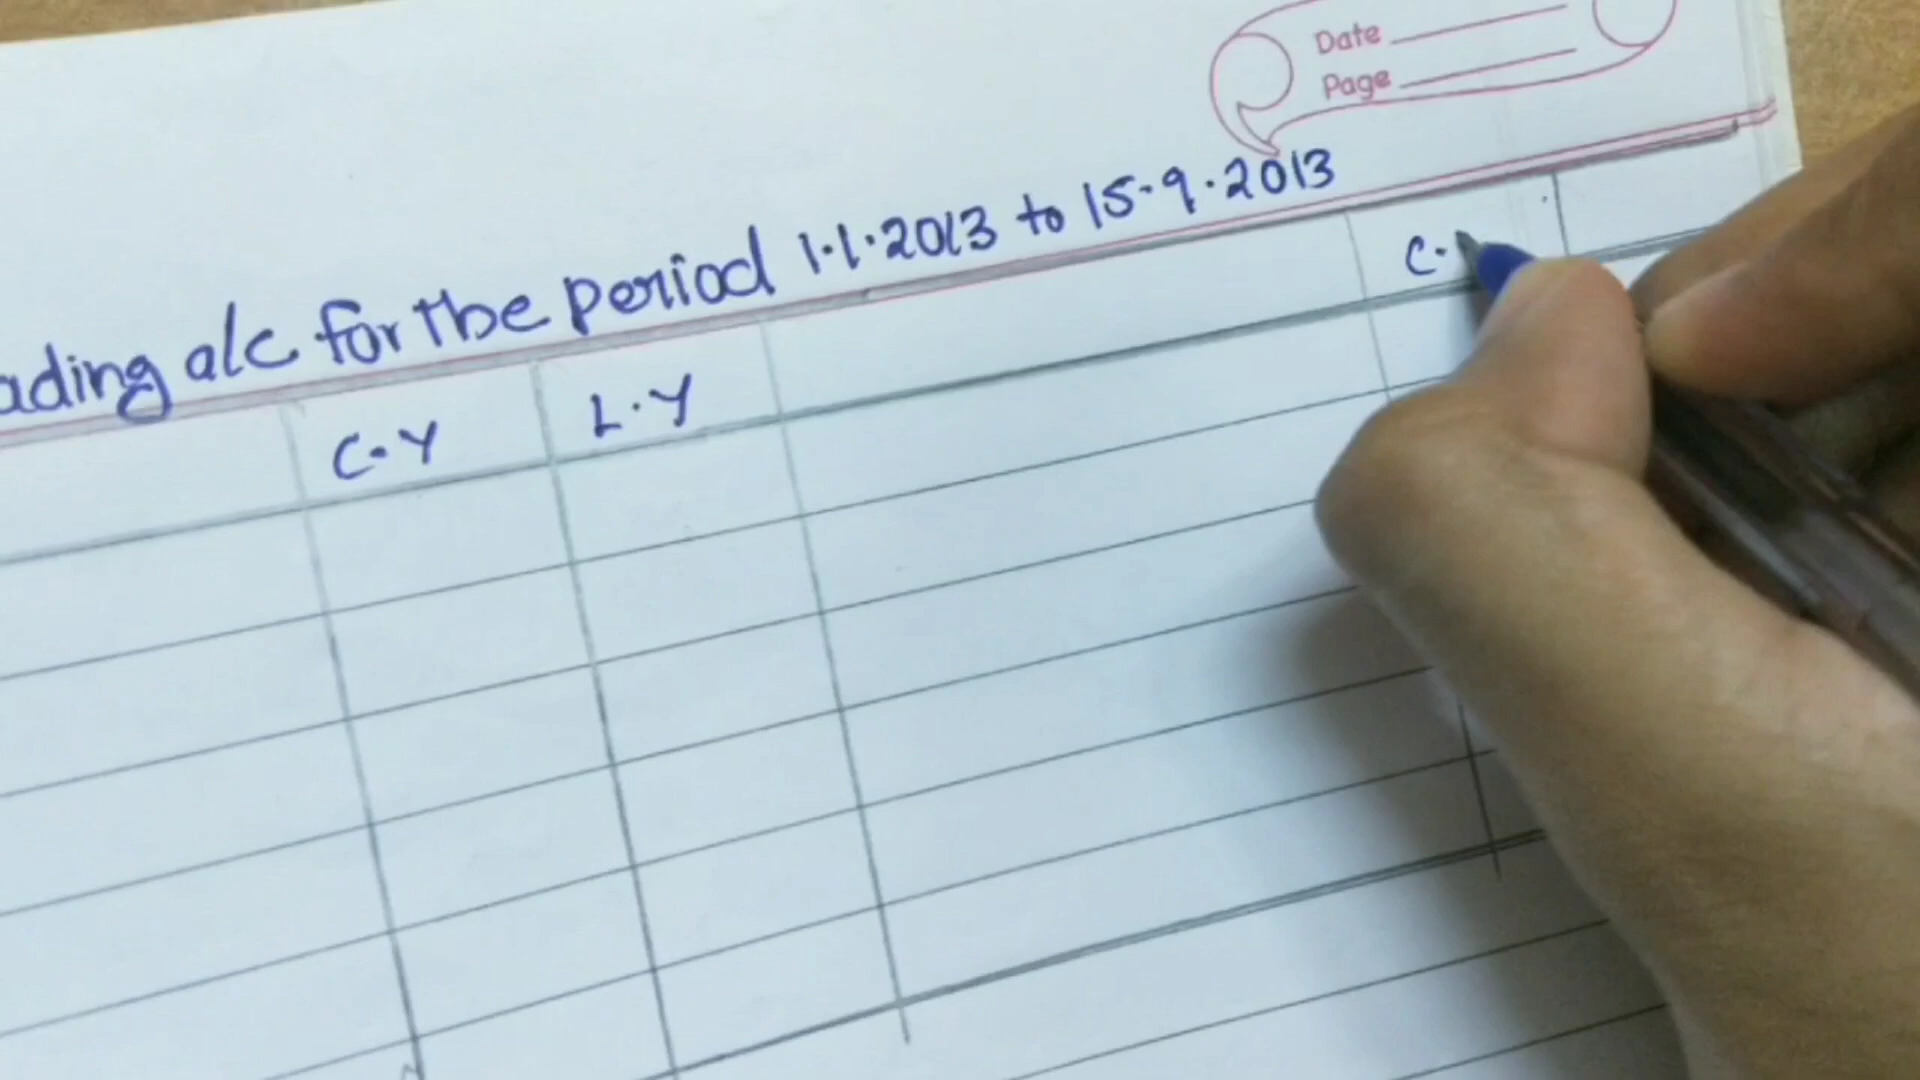 Date
Page
ading a/c for the period 1.1.2013 to 15.9.2013
C.Y L.Y C.